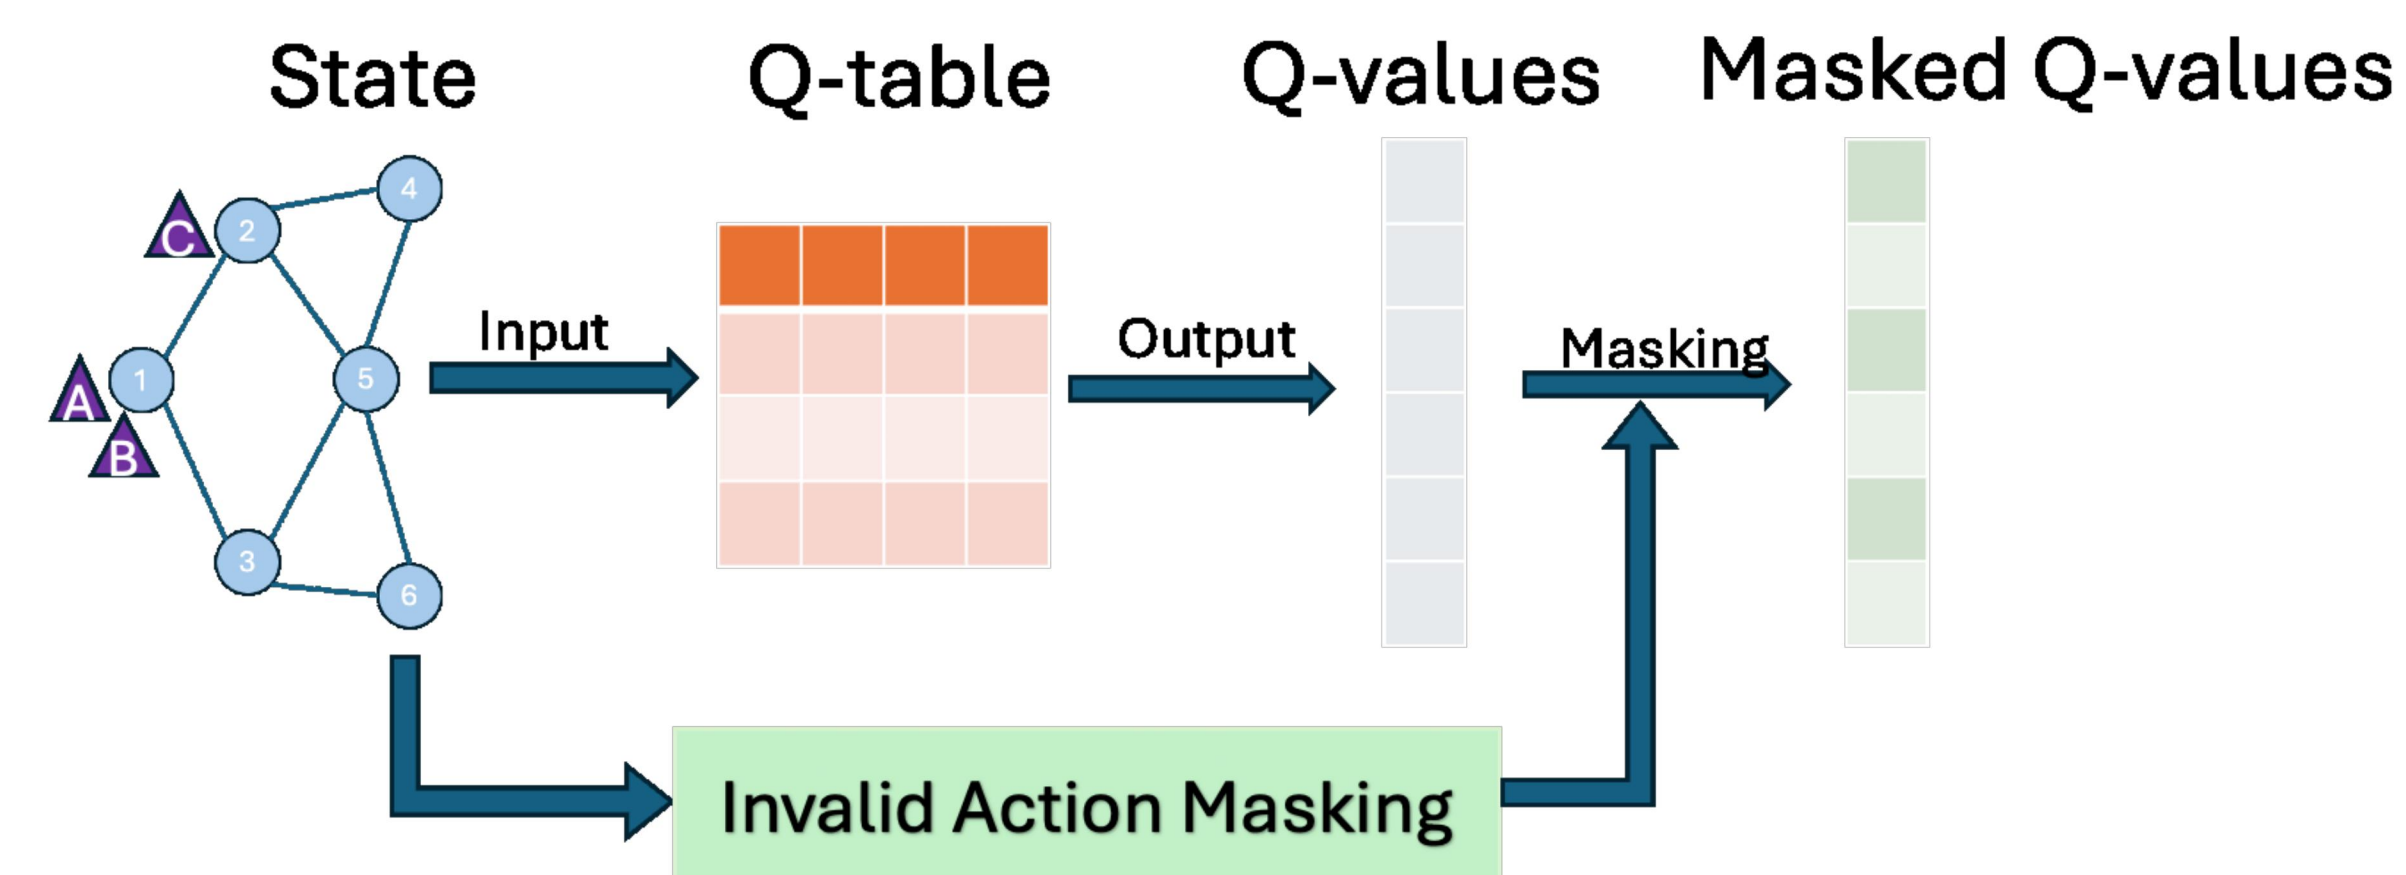 State
Q-table
Q-values
Masked Q-values
4
C
2
Input
Output
Masking
1
5
A
B
3
6
Invalid Action Masking